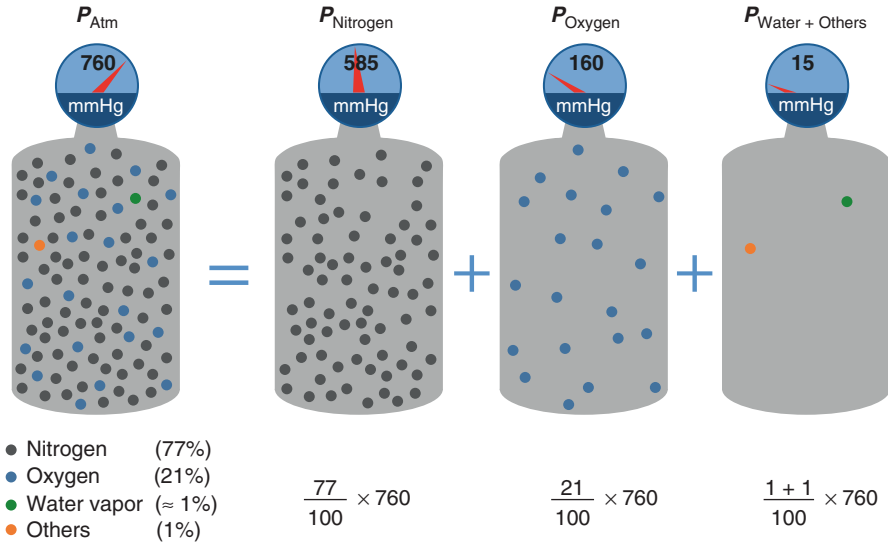 P Atm
P Nitrogen
P Oxygen
P Water + Others
760
mmHg
585
mmHg
160
mmHg
15
mmHg
=
+
+
Nitrogen (77%)
Oxygen (21%)
Water vapor (≈ 1%)
Others (1%)
77/100 × 760
21/100 × 760
1 + 1/100 × 760